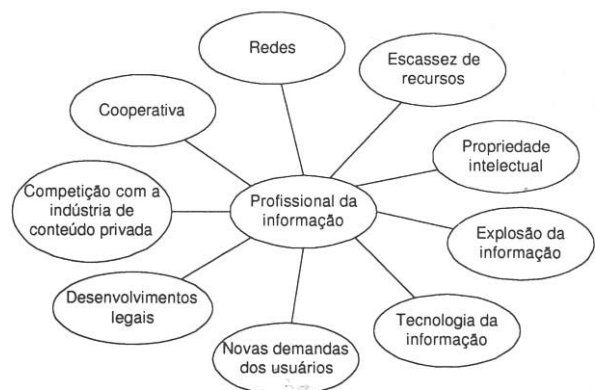 Redes
Escassez de
recursos
Cooperativa
Propriedade
intelectual
Competição com a
indústria de
conteúdo privada
Profissional da
informação
Explosão da
informação
Desenvolvimentos
legais
Tecnologia da
informação
Novas demandas
dos usuários